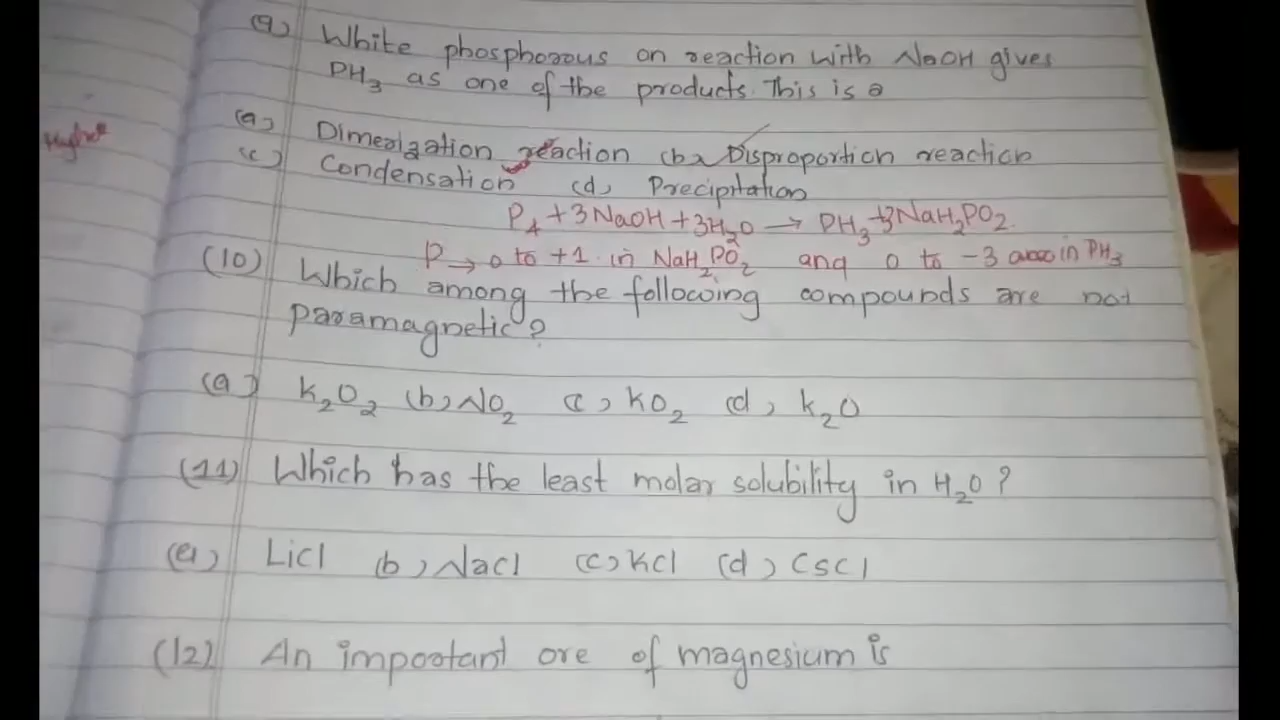 (9) White phosphorous on reaction with NaOH gives
PH3 as one of the products. This is a
(a) Dimerization reaction (b) Disproportion reaction
(c) Condensation (d) Precipitation
P4 + 3NaOH + 3H2O → PH3 + 3NaH2PO2
P → 0 to +1 in NaH2PO2 and 0 to -3 in PH3
(10) Which among the following compounds are not
paramagnetic?
(a) K2O2 (b) NO2 (c) KO2 (d) K2O
(11) Which has the least molar solubility in H2O?
(a) LiCl (b) NaCl (c) KCl (d) CsCl
(12) An important ore of magnesium is